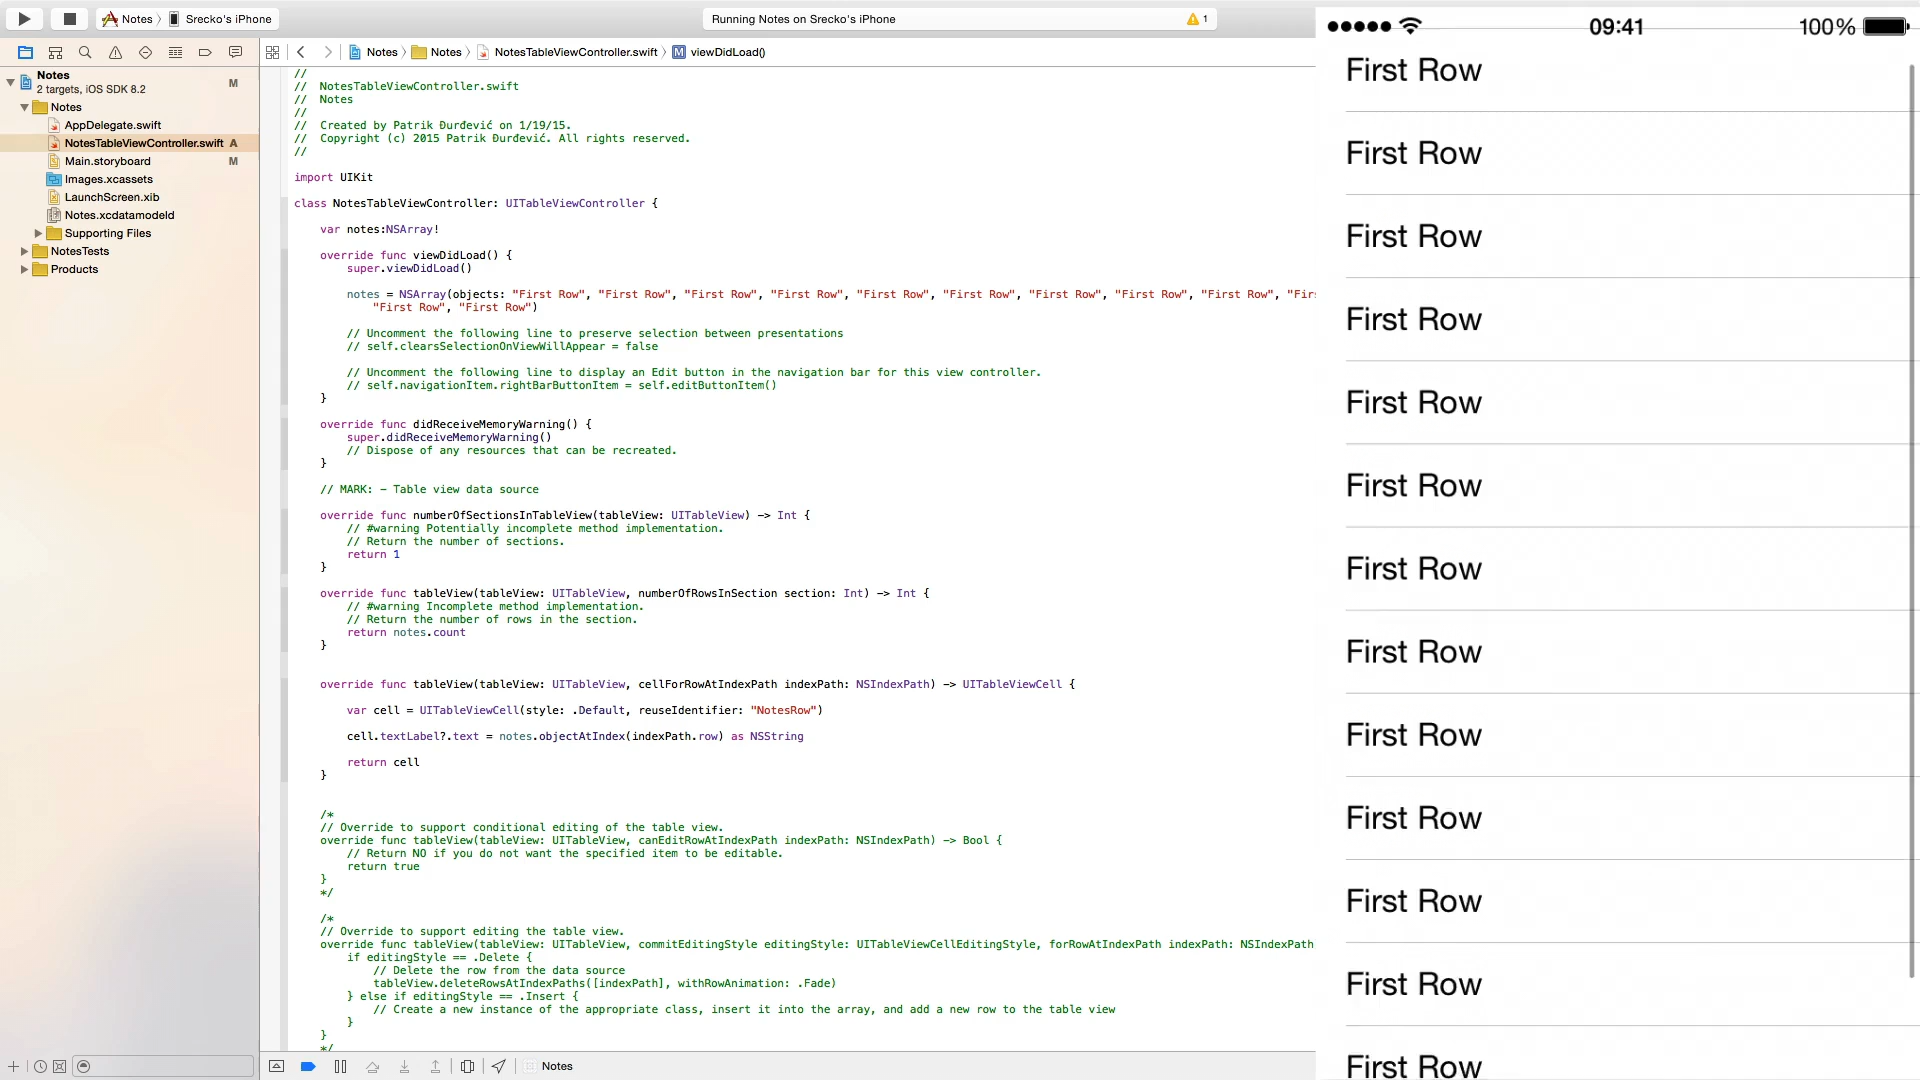 Notes
Srecko's iPhone
Running Notes on Srecko's iPhone
1
Notes
Notes
NotesTableViewController.swift
M
viewDidLoad()
Notes
2 targets, iOS SDK 8.2
M
Notes
AppDelegate.swift
NotesTableViewController.swift
A
Main.storyboard
M
Images.xcassets
LaunchScreen.xib
Notes.xcdatamodeld
Supporting Files
NotesTests
Products
//
//  NotesTableViewController.swift
//  Notes
//
//  Created by Patrik Đurđević on 1/19/15.
//  Copyright (c) 2015 Patrik Đurđević. All rights reserved.
//
import UIKit
class NotesTableViewController: UITableViewController {
var notes:NSArray!
override func viewDidLoad() {
super.viewDidLoad()
notes = NSArray(objects: "First Row", "First Row", "First Row", "First Row", "First Row", "First Row", "First Row", "First Row", "First Row", "Firs
"First Row", "First Row")
// Uncomment the following line to preserve selection between presentations
// self.clearsSelectionOnViewWillAppear = false
// Uncomment the following line to display an Edit button in the navigation bar for this view controller.
// self.navigationItem.rightBarButtonItem = self.editButtonItem()
}
override func didReceiveMemoryWarning() {
super.didReceiveMemoryWarning()
// Dispose of any resources that can be recreated.
}
// MARK: - Table view data source
override func numberOfSectionsInTableView(tableView: UITableView) -> Int {
// #warning Potentially incomplete method implementation.
// Return the number of sections.
return 1
}
override func tableView(tableView: UITableView, numberOfRowsInSection section: Int) -> Int {
// #warning Incomplete method implementation.
// Return the number of rows in the section.
return notes.count
}
override func tableView(tableView: UITableView, cellForRowAtIndexPath indexPath: NSIndexPath) -> UITableViewCell {
var cell = UITableViewCell(style: .Default, reuseIdentifier: "NotesRow")
cell.textLabel?.text = notes.objectAtIndex(indexPath.row) as NSString
return cell
}
/*
// Override to support conditional editing of the table view.
override func tableView(tableView: UITableView, canEditRowAtIndexPath indexPath: NSIndexPath) -> Bool {
// Return NO if you do not want the specified item to be editable.
return true
}
*/
/*
// Override to support editing the table view.
override func tableView(tableView: UITableView, commitEditingStyle editingStyle: UITableViewCellEditingStyle, forRowAtIndexPath indexPath: NSIndexPath
if editingStyle == .Delete {
// Delete the row from the data source
tableView.deleteRowsAtIndexPaths([indexPath], withRowAnimation: .Fade)
} else if editingStyle == .Insert {
// Create a new instance of the appropriate class, insert it into the array, and add a new row to the table view
}
}
*/
Notes
09:41
100%
First Row
First Row
First Row
First Row
First Row
First Row
First Row
First Row
First Row
First Row
First Row
First Row
First Row